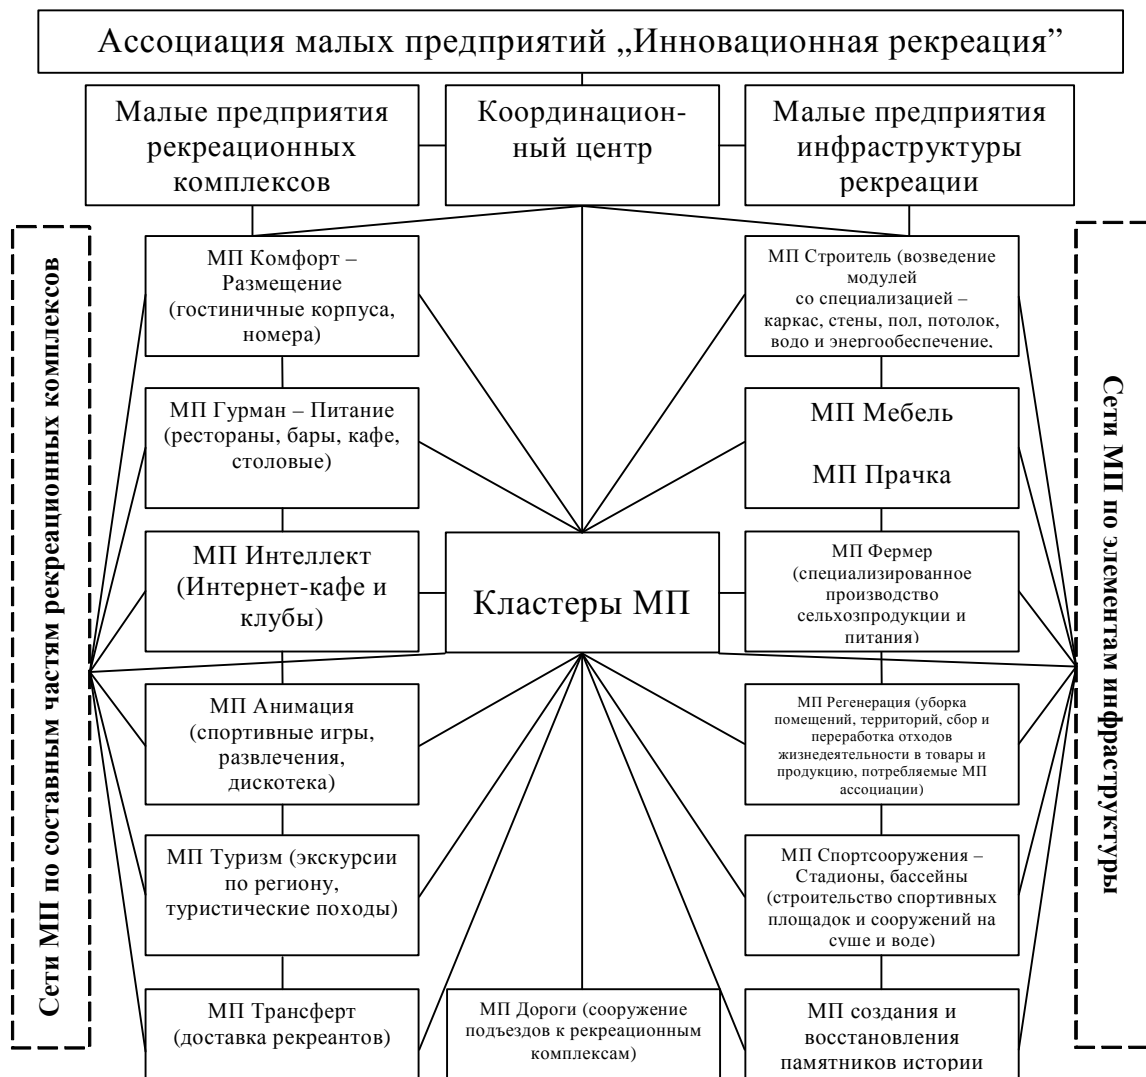 Ассоциация малых предприятий „Инновационная рекреация”
Малые предприятия
рекреационных
комплексов
Координацион-
ный центр
Малые предприятия
инфраструктуры
рекреации
Сети МП по составным частям рекреационных комплексов
МП Комфорт –
Размещение
(гостиничные корпуса,
номера)
МП Гурман – Питание
(рестораны, бары, кафе,
столовые)
МП Интеллект
(Интернет-кафе и
клубы)
МП Анимация
(спортивные игры,
развлечения,
дискотека)
МП Туризм (экскурсии
по региону,
туристические походы)
МП Трансферт
(доставка рекреантов)
Кластеры МП
МП Дороги (сооружение
подъездов к рекреационным
комплексам)
МП Строитель (возведение
модулей
со специализацией –
каркас, стены, пол, потолок,
водо и энергообеспечение,
МП Мебель
МП Прачка
МП Фермер
(специализированное
производство
сельхозпродукции и
питания)
МП Регенерация (уборка
помещений, территорий, сбор и
переработка отходов
жизнедеятельности в товары и
продукцию, потребляемые МП
ассоциации)
МП Спортсооружения –
Стадионы, бассейны
(строительство спортивных
площадок и сооружений на
суше и воде)
МП создания и
восстановления
памятников истории
Сети МП по элементам инфраструктуры